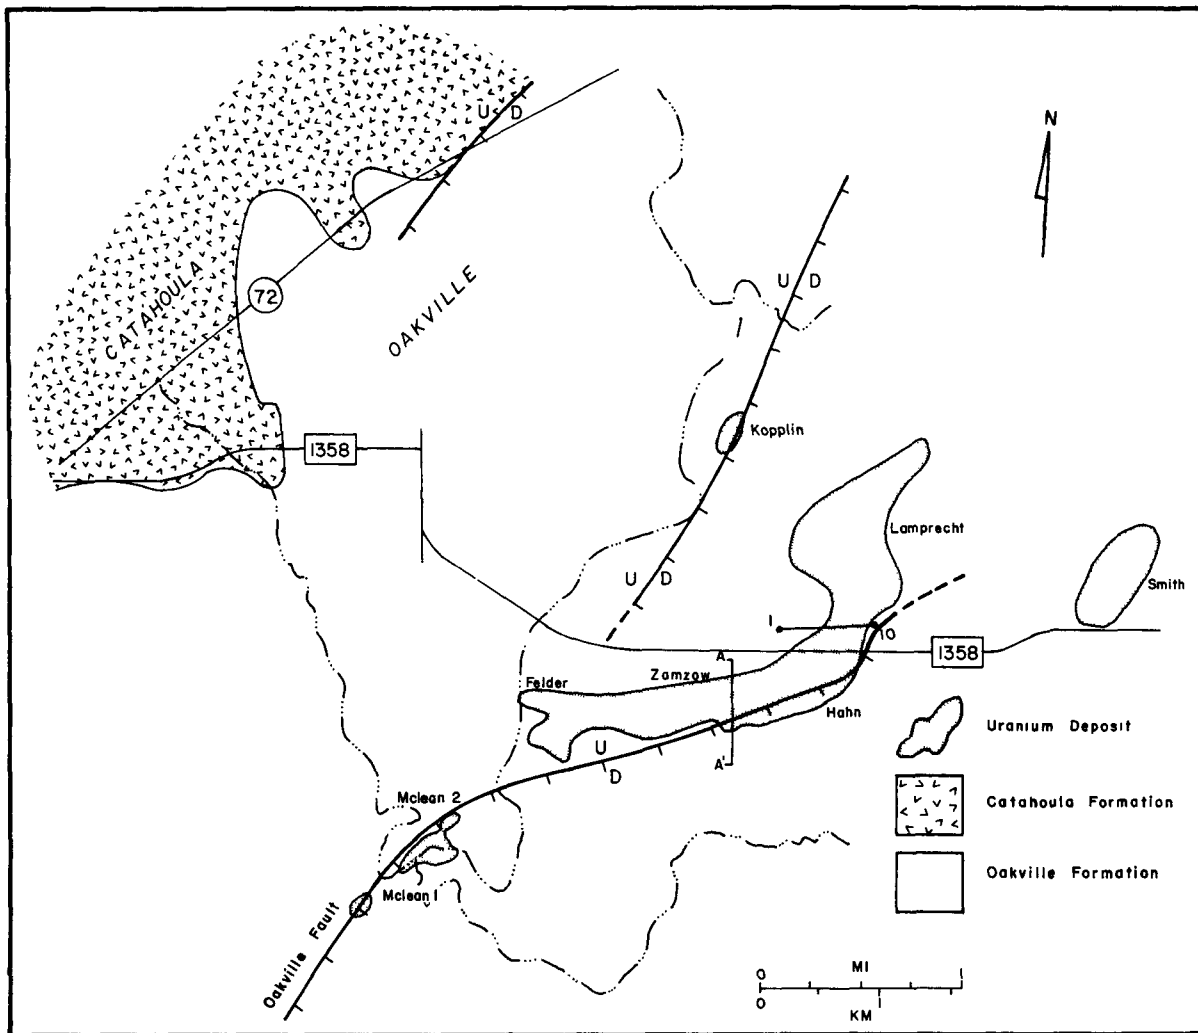 N
U D
CATAHOULA
72
OAKVILLE
U D
Kopplin
1358
Lamprecht
U D
Smith
1
10
1358
A
Zamzow
Felder
Hahn
Uranium Deposit
U
D
A'
Mclean 2
Catahoula Formation
Mclean 1
Oakville Formation
Oakville Fault
0 MI 1
0 1
KM